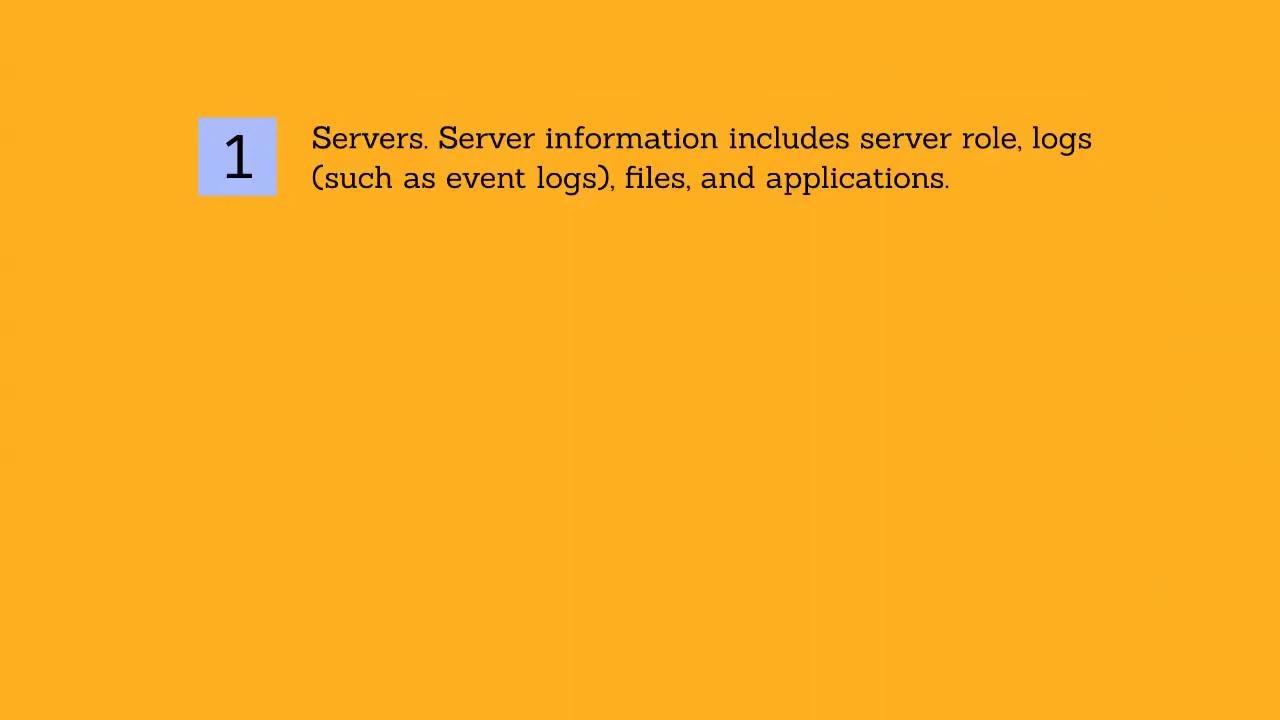 1
Servers. Server information includes server role, logs
(such as event logs), files, and applications.